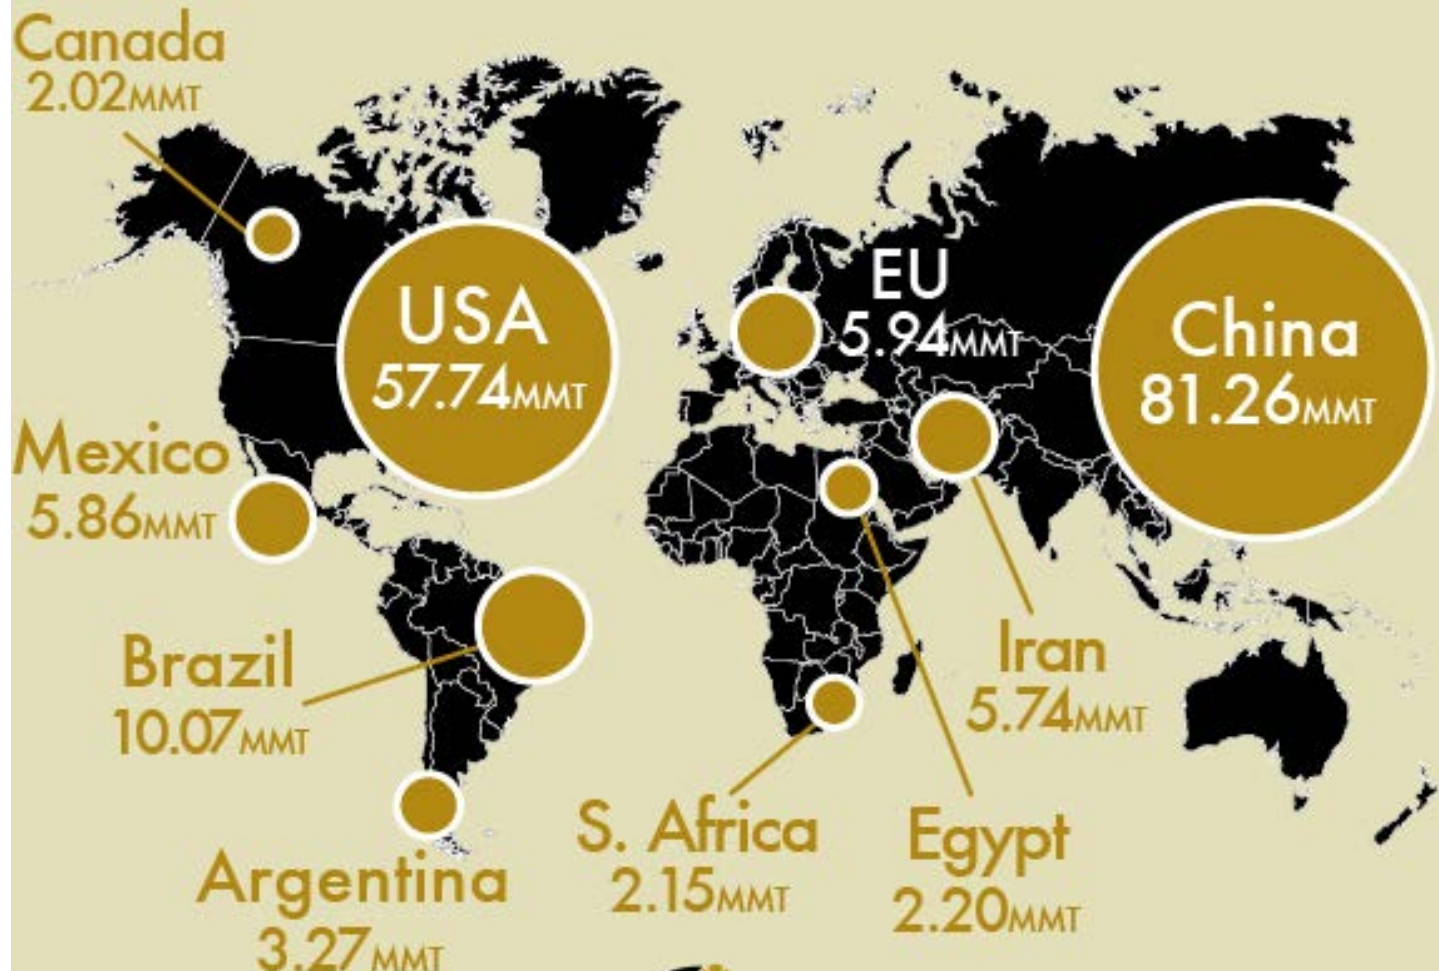 Canada
2.02MMT
USA
57.74MMT
EU
5.94MMT
China
81.26MMT
Mexico
5.86MMT
Brazil
10.07MMT
Iran
5.74MMT
Argentina
3.27MMT
S. Africa
2.15MMT
Egypt
2.20MMT